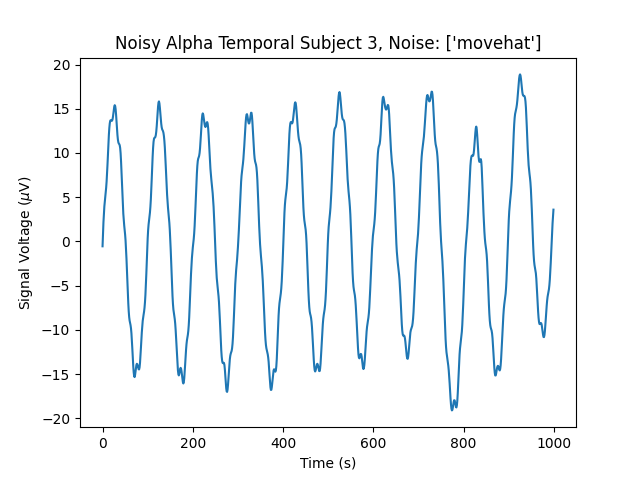 Noisy Alpha Temporal Subject 3, Noise: ['movehat']
Signal Voltage (μV)
20
15
10
5
0
−5
−10
−15
−20
0 200 400 600 800 1000
Time (s)